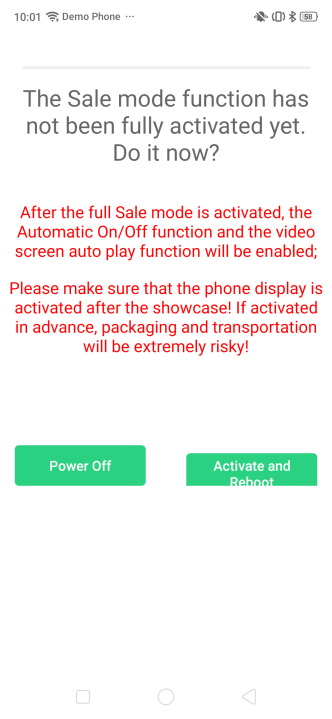 10:01 Demo Phone ··· 58
The Sale mode function has
not been fully activated yet.
Do it now?
After the full Sale mode is activated, the
Automatic On/Off function and the video
screen auto play function will be enabled;
Please make sure that the phone display is
activated after the showcase! If activated
in advance, packaging and transportation
will be extremely risky!
Power Off
Activate and
Reboot